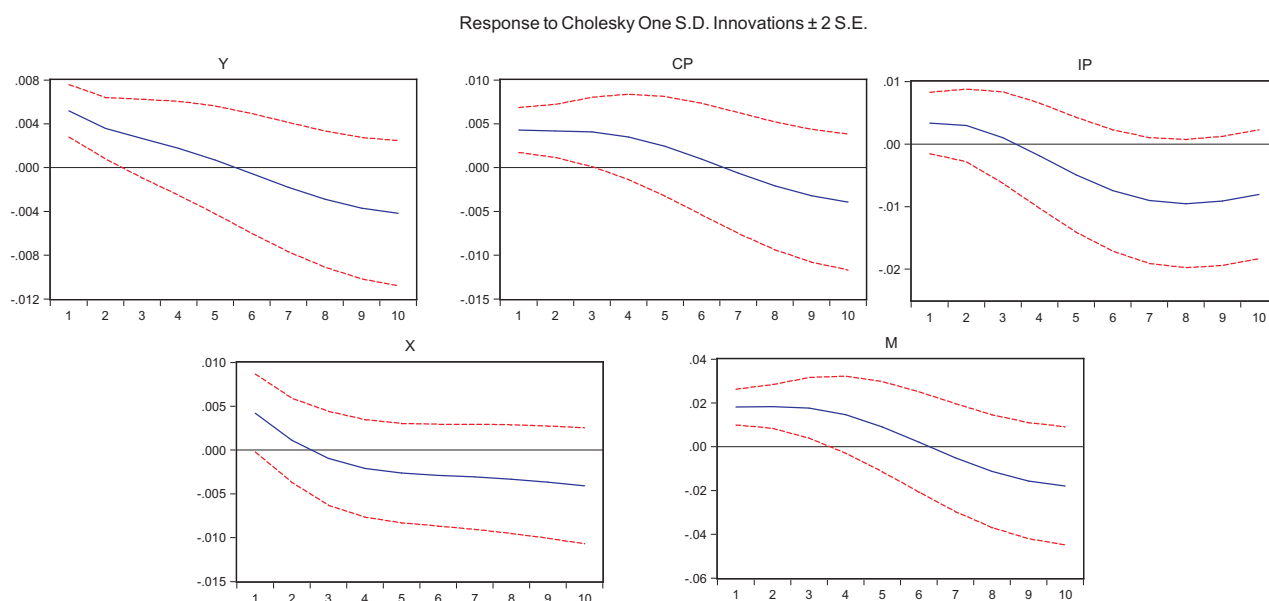 Response to Cholesky One S.D. Innovations ± 2 S.E.
Y
.008
.004
.000
-.004
-.008
-.012
1 2 3 4 5 6 7 8 9 10
CP
.010
.005
.000
-.005
-.010
-.015
1 2 3 4 5 6 7 8 9 10
IP
.01
.00
-.01
-.02
1 2 3 4 5 6 7 8 9 10
X
.010
.005
.000
-.005
-.010
-.015
1 2 3 4 5 6 7 8 9 10
M
.04
.02
.00
-.02
-.04
-.06
1 2 3 4 5 6 7 8 9 10